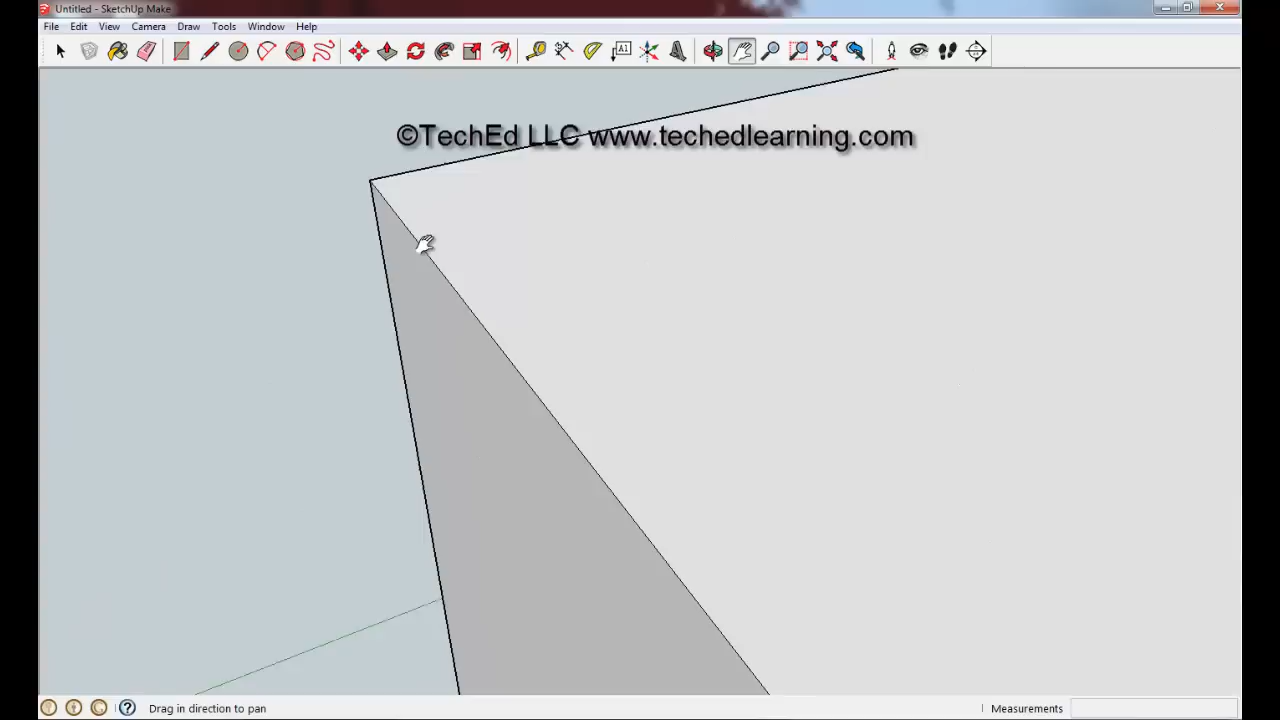 Untitled - SketchUp Make
File Edit View Camera Draw Tools Window Help
A1
©TechEd LLC www.techedlearning.com
Drag in direction to pan
Measurements